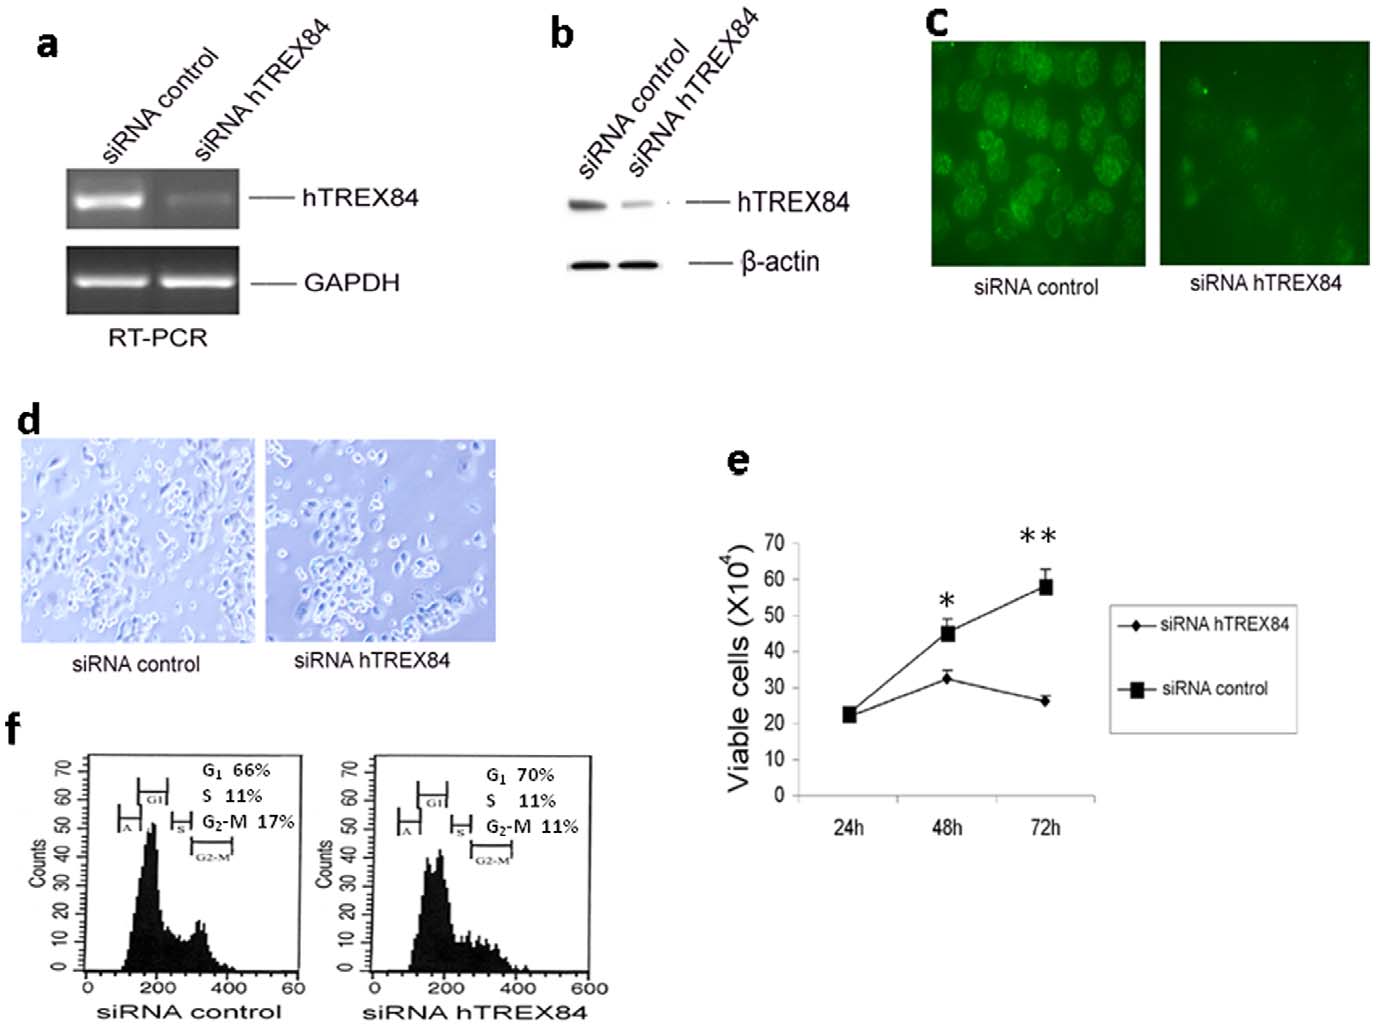 a
siRNA control
siRNA hTREX84
hTREX84
GAPDH
RT-PCR
b
siRNA control
siRNA hTREX84
hTREX84
β-actin
c
siRNA control
siRNA hTREX84
d
siRNA control
siRNA hTREX84
e
Viable cells (X10⁴)
70
60
50
40
30
20
10
0
*
**
24h
48h
72h
siRNA hTREX84
siRNA control
f
Counts
70
60
50
40
30
20
10
0
G₁ 66%
S 11%
G₂-M 17%
A
G1
S
G2-M
0 200 400 60
siRNA control
Counts
70
60
50
40
30
20
10
0
G₁ 70%
S 11%
G₂-M 11%
A
G1
S
G2-M
0 200 400 600
siRNA hTREX84